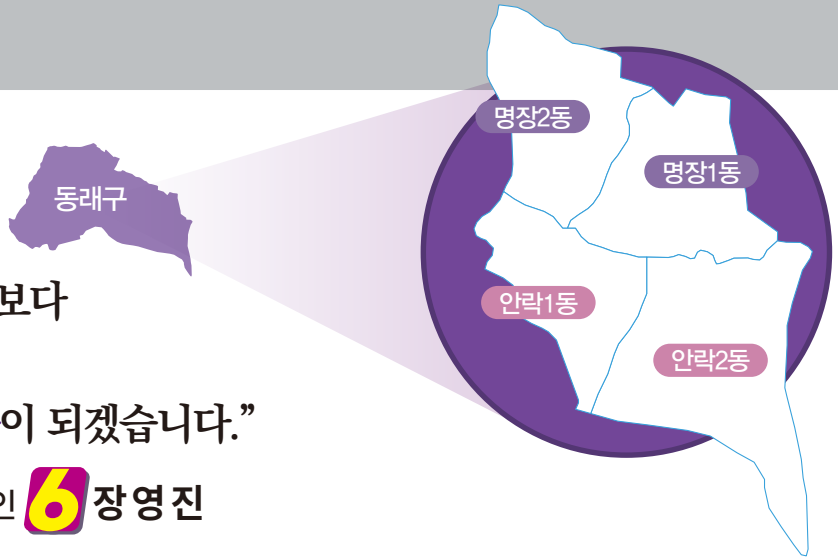 명장2동
명장1동
동래구
안락1동
안락2동
보다
이 되겠습니다.”
인 6 장영진